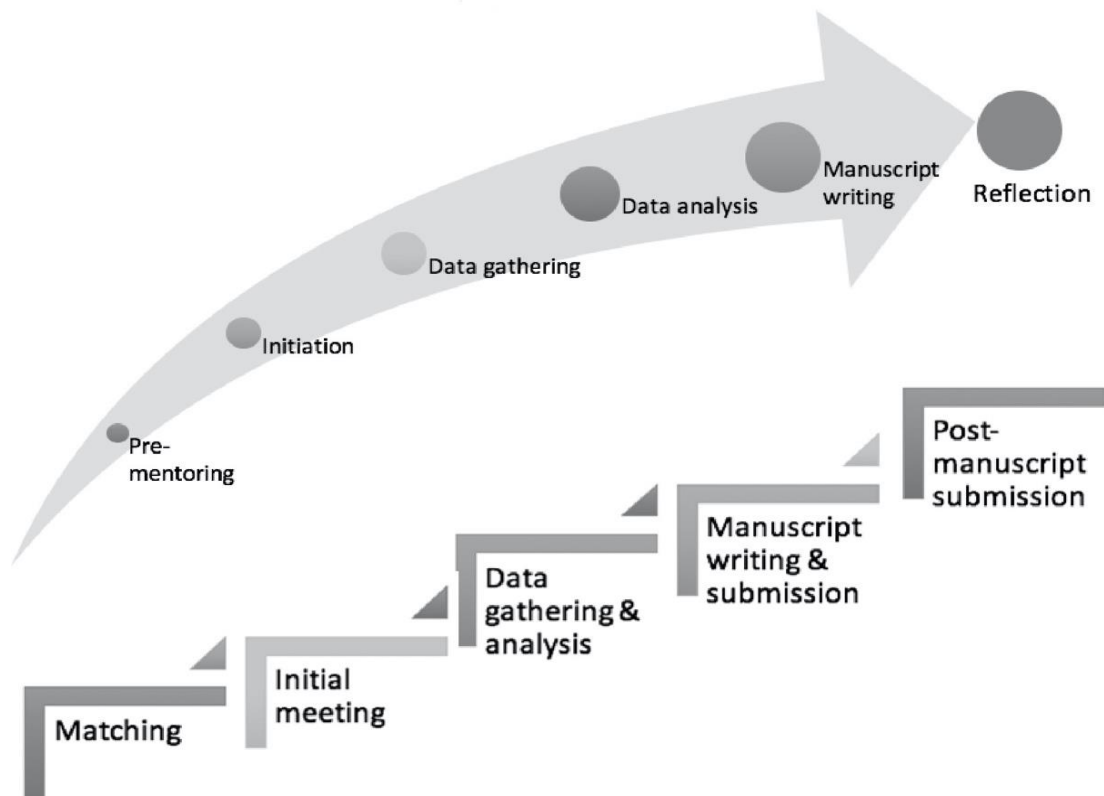 Pre-
mentoring
Initiation
Data gathering
Data analysis
Manuscript
writing
Reflection
Matching
Initial
meeting
Data
gathering &
analysis
Manuscript
writing &
submission
Post-
manuscript
submission